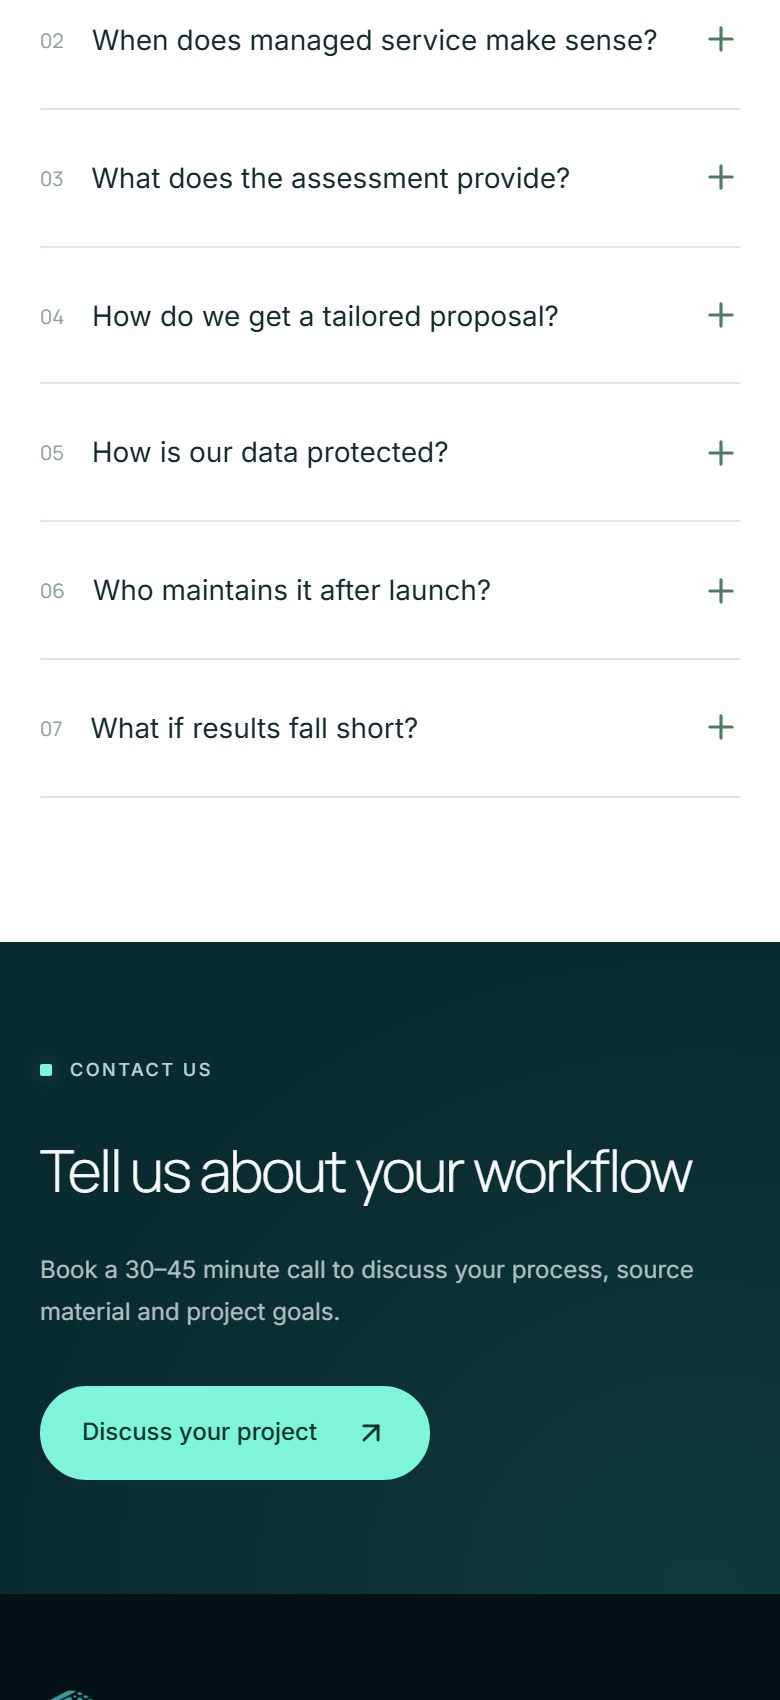 02 When does managed service make sense?
03 What does the assessment provide?
04 How do we get a tailored proposal?
05 How is our data protected?
06 Who maintains it after launch?
07 What if results fall short?
CONTACT US
Tell us about your workflow
Book a 30–45 minute call to discuss your process, source
material and project goals.
Discuss your project